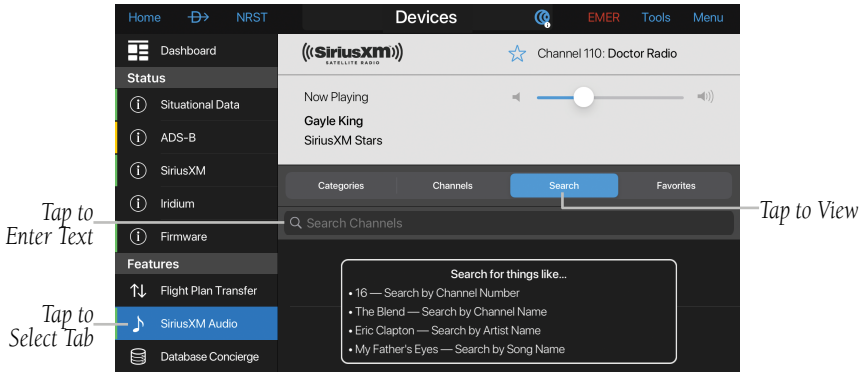 Home NRST Devices EMER Tools Menu
Dashboard
Status
Situational Data
ADS-B
SiriusXM
Iridium
Firmware
Features
Flight Plan Transfer
SiriusXM Audio
Database Concierge
((SiriusXM))
SATELLITE RADIO
Channel 110: Doctor Radio
Now Playing
Gayle King
SiriusXM Stars
Categories Channels Search Favorites
Search Channels
Search for things like...
• 16 — Search by Channel Number
• The Blend — Search by Channel Name
• Eric Clapton — Search by Artist Name
• My Father's Eyes — Search by Song Name
Tap to
Enter Text
Tap to
Select Tab
Tap to View